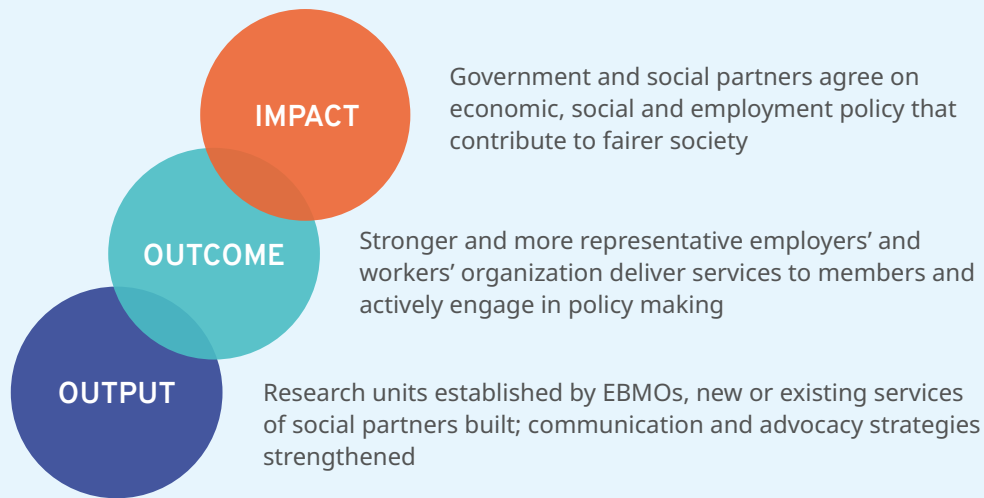 IMPACT
Government and social partners agree on
economic, social and employment policy that
contribute to fairer society
OUTCOME
Stronger and more representative employers’ and
workers’ organization deliver services to members and
actively engage in policy making
OUTPUT
Research units established by EBMOs, new or existing services
of social partners built; communication and advocacy strategies
strengthened